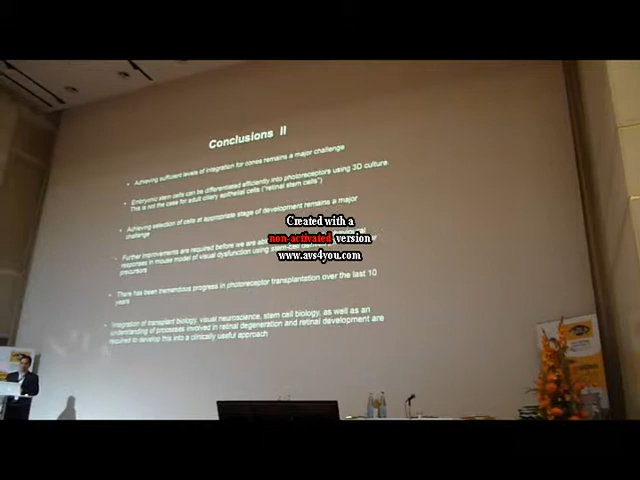 Conclusions II
Achieving sufficient levels of integration for cones remains a major challenge
Embryonic stem cells can be differentiated efficiently into photoreceptors using 3D culture.
This is not the case for adult ciliary epithelial cells ("retinal stem cells")
Achieving selection of cells at appropriate stage of development remains a major
challenge
Created with a
non-activated version
www.avs4you.com
Further improvements are required before we are
responses in mouse model of visual dysfunction using
precursors
There has been tremendous progress in photoreceptor transplantation over the last 10
years
Integration of transplant biology, visual neuroscience, stem cell biology, as well as an
understanding of processes involved in retinal degeneration and retinal development are
required to develop this into a clinically useful approach